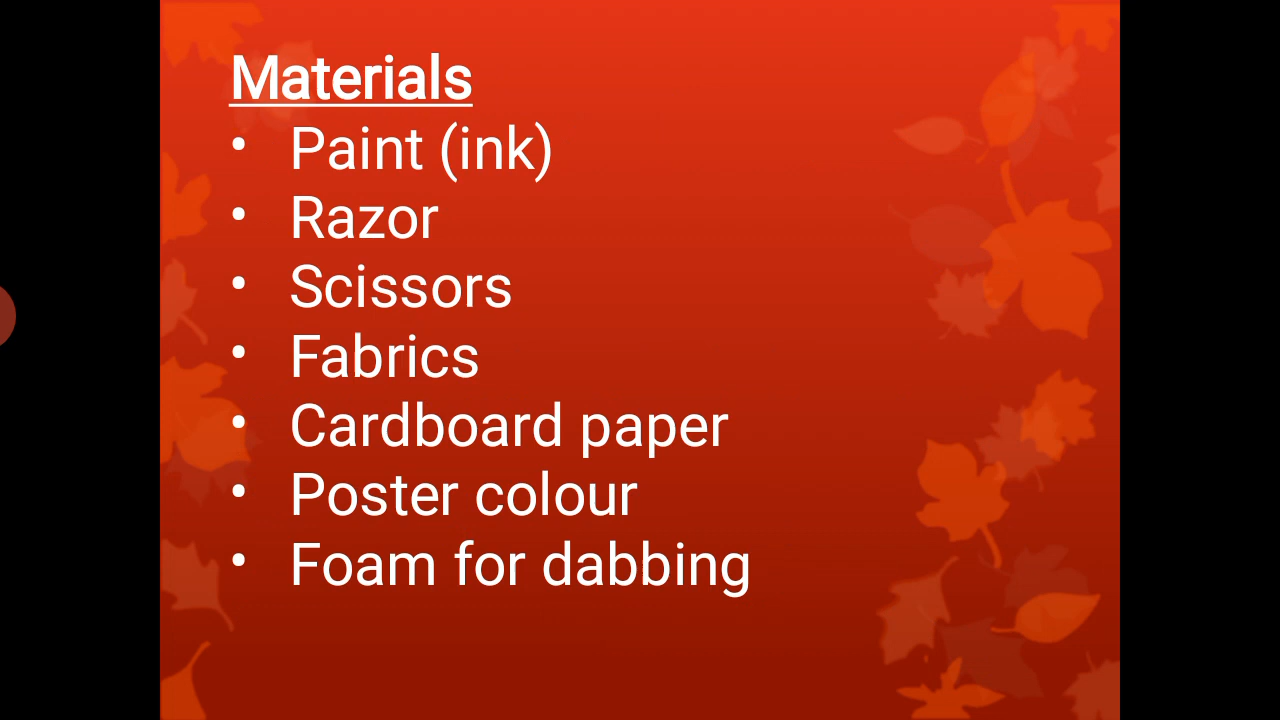 Materials
• Paint (ink)
• Razor
• Scissors
• Fabrics
• Cardboard paper
• Poster colour
• Foam for dabbing